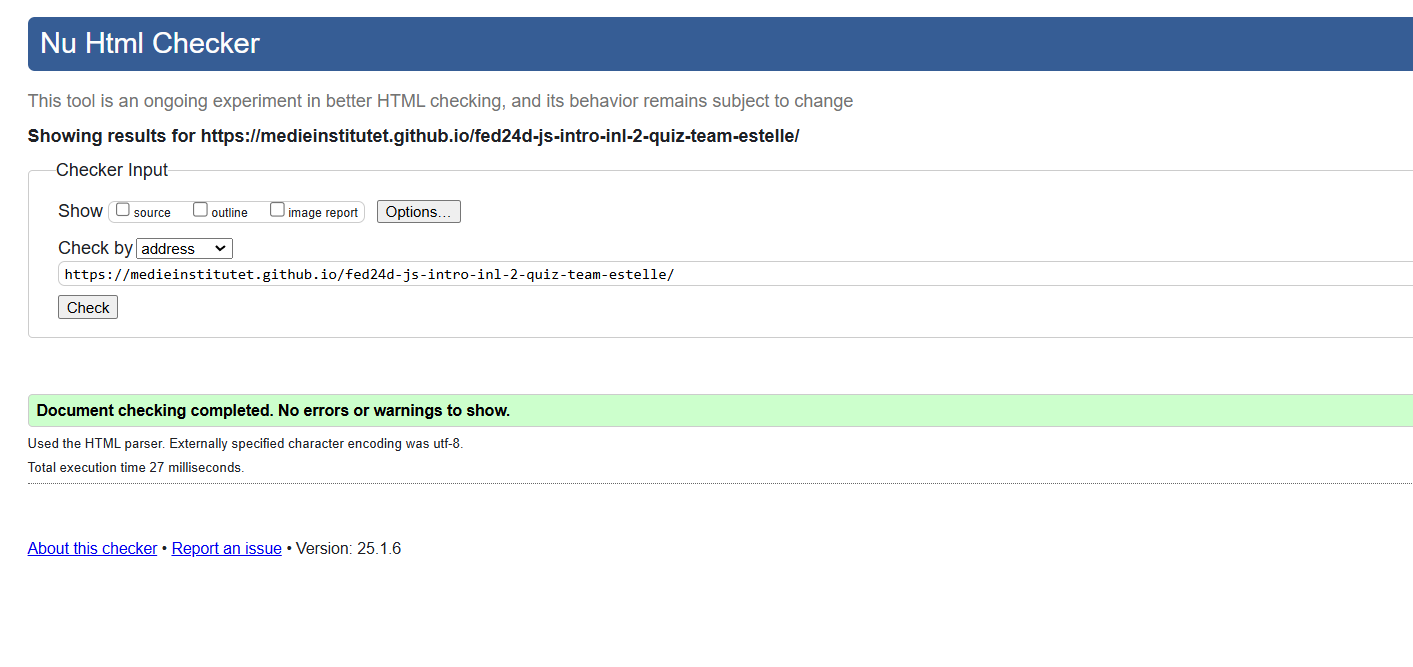 Nu Html Checker
This tool is an ongoing experiment in better HTML checking, and its behavior remains subject to change
Showing results for https://medieinstitutet.github.io/fed24d-js-intro-inl-2-quiz-team-estelle/
Checker Input
Show source outline image report Options...
Check by address
https://medieinstitutet.github.io/fed24d-js-intro-inl-2-quiz-team-estelle/
Check
Document checking completed. No errors or warnings to show.
Used the HTML parser. Externally specified character encoding was utf-8.
Total execution time 27 milliseconds.
About this checker • Report an issue • Version: 25.1.6